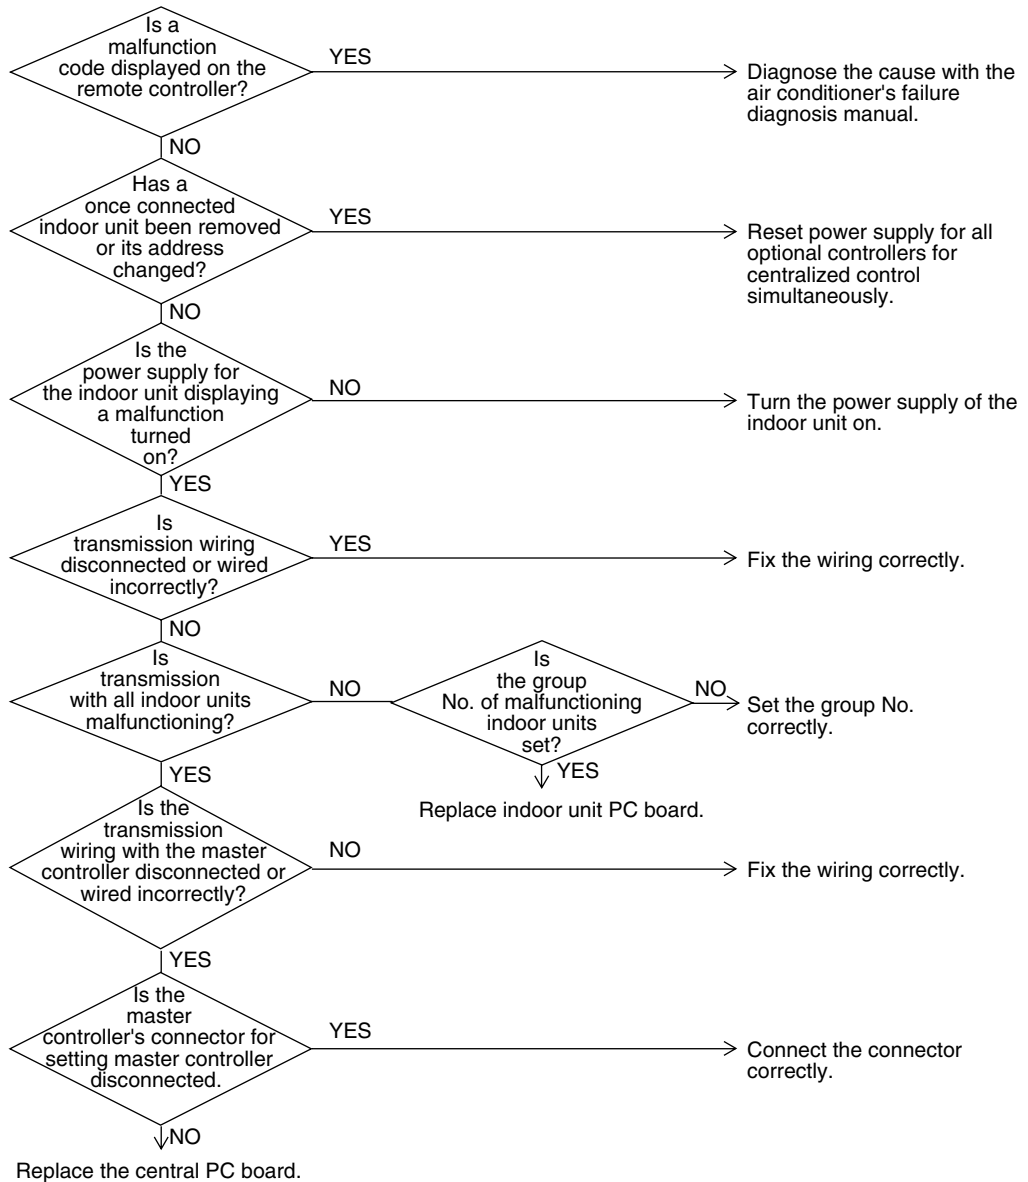 Is a
malfunction
code displayed on the
remote controller?
YES
Diagnose the cause with the
air conditioner's failure
diagnosis manual.
NO
Has a
once connected
indoor unit been removed
or its address
changed?
YES
Reset power supply for all
optional controllers for
centralized control
simultaneously.
NO
Is the
power supply for
the indoor unit displaying
a malfunction
turned
on?
NO
Turn the power supply of the
indoor unit on.
YES
Is
transmission wiring
disconnected or wired
incorrectly?
YES
Fix the wiring correctly.
NO
Is
transmission
with all indoor units
malfunctioning?
NO
Is
the group
No. of malfunctioning
indoor units
set?
NO
Set the group No.
correctly.
YES
Replace indoor unit PC board.
YES
Is the
transmission
wiring with the master
controller disconnected or
wired incorrectly?
NO
Fix the wiring correctly.
YES
Is the
master
controller's connector for
setting master controller
disconnected.
YES
Connect the connector
correctly.
NO
Replace the central PC board.